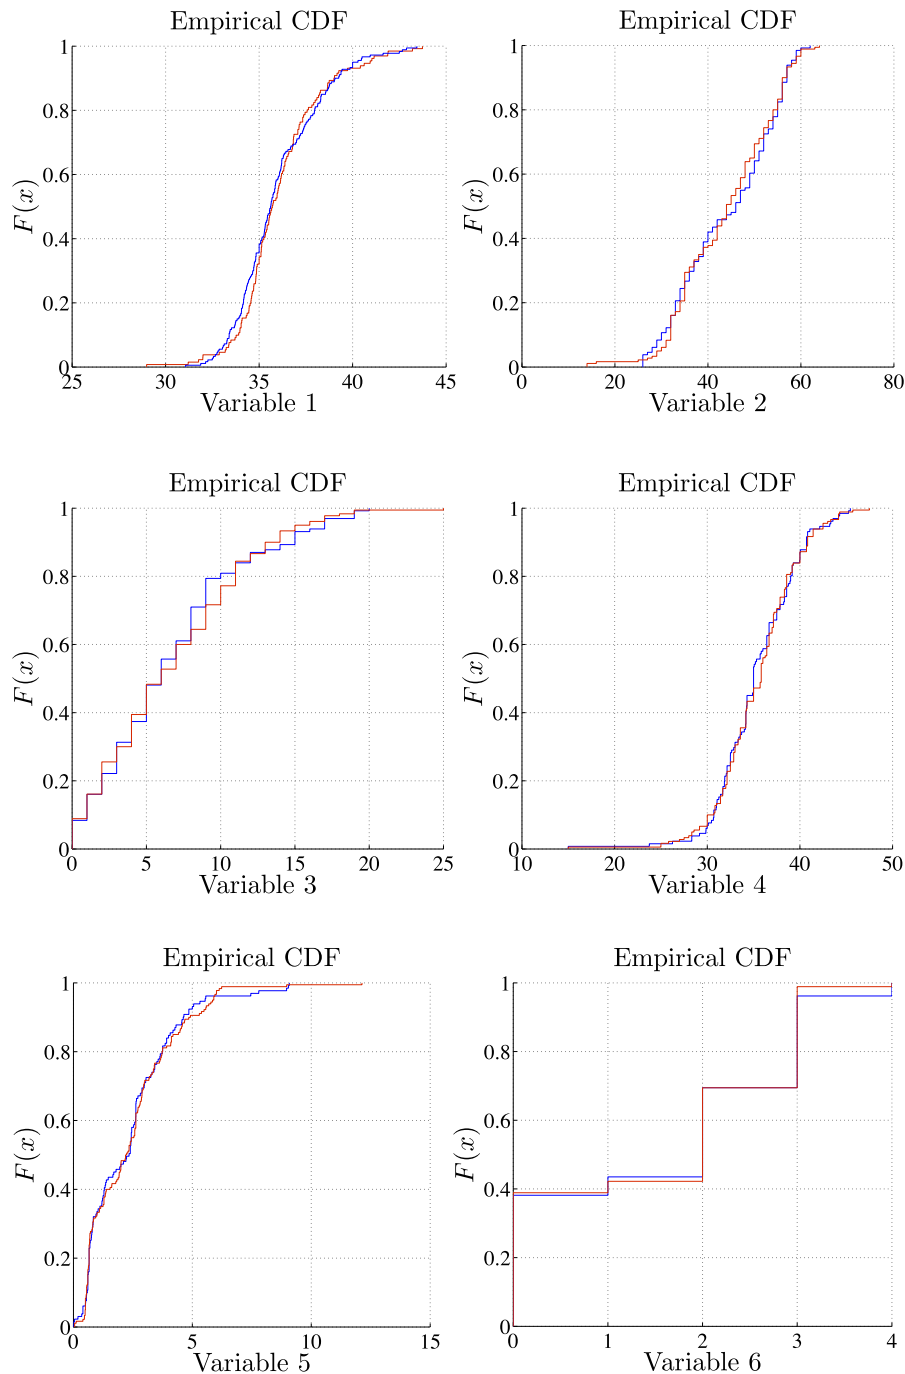 Empirical CDF
Empirical CDF
1
0.8
0.6
0.4
0.2
0
F(x)
25 30 35 40 45
Variable 1
1
0.8
0.6
0.4
0.2
0
F(x)
0 20 40 60 80
Variable 2
Empirical CDF
Empirical CDF
1
0.8
0.6
0.4
0.2
0
F(x)
0 5 10 15 20 25
Variable 3
1
0.8
0.6
0.4
0.2
0
F(x)
10 20 30 40 50
Variable 4
Empirical CDF
Empirical CDF
1
0.8
0.6
0.4
0.2
0
F(x)
0 5 10 15
Variable 5
1
0.8
0.6
0.4
0.2
0
F(x)
0 1 2 3 4
Variable 6